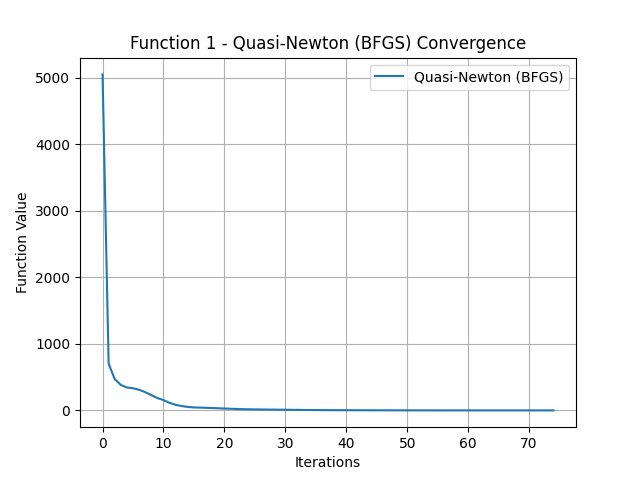 Function 1 - Quasi-Newton (BFGS) Convergence
Quasi-Newton (BFGS)
5000
4000
3000
2000
1000
0
Function Value
0 10 20 30 40 50 60 70
Iterations